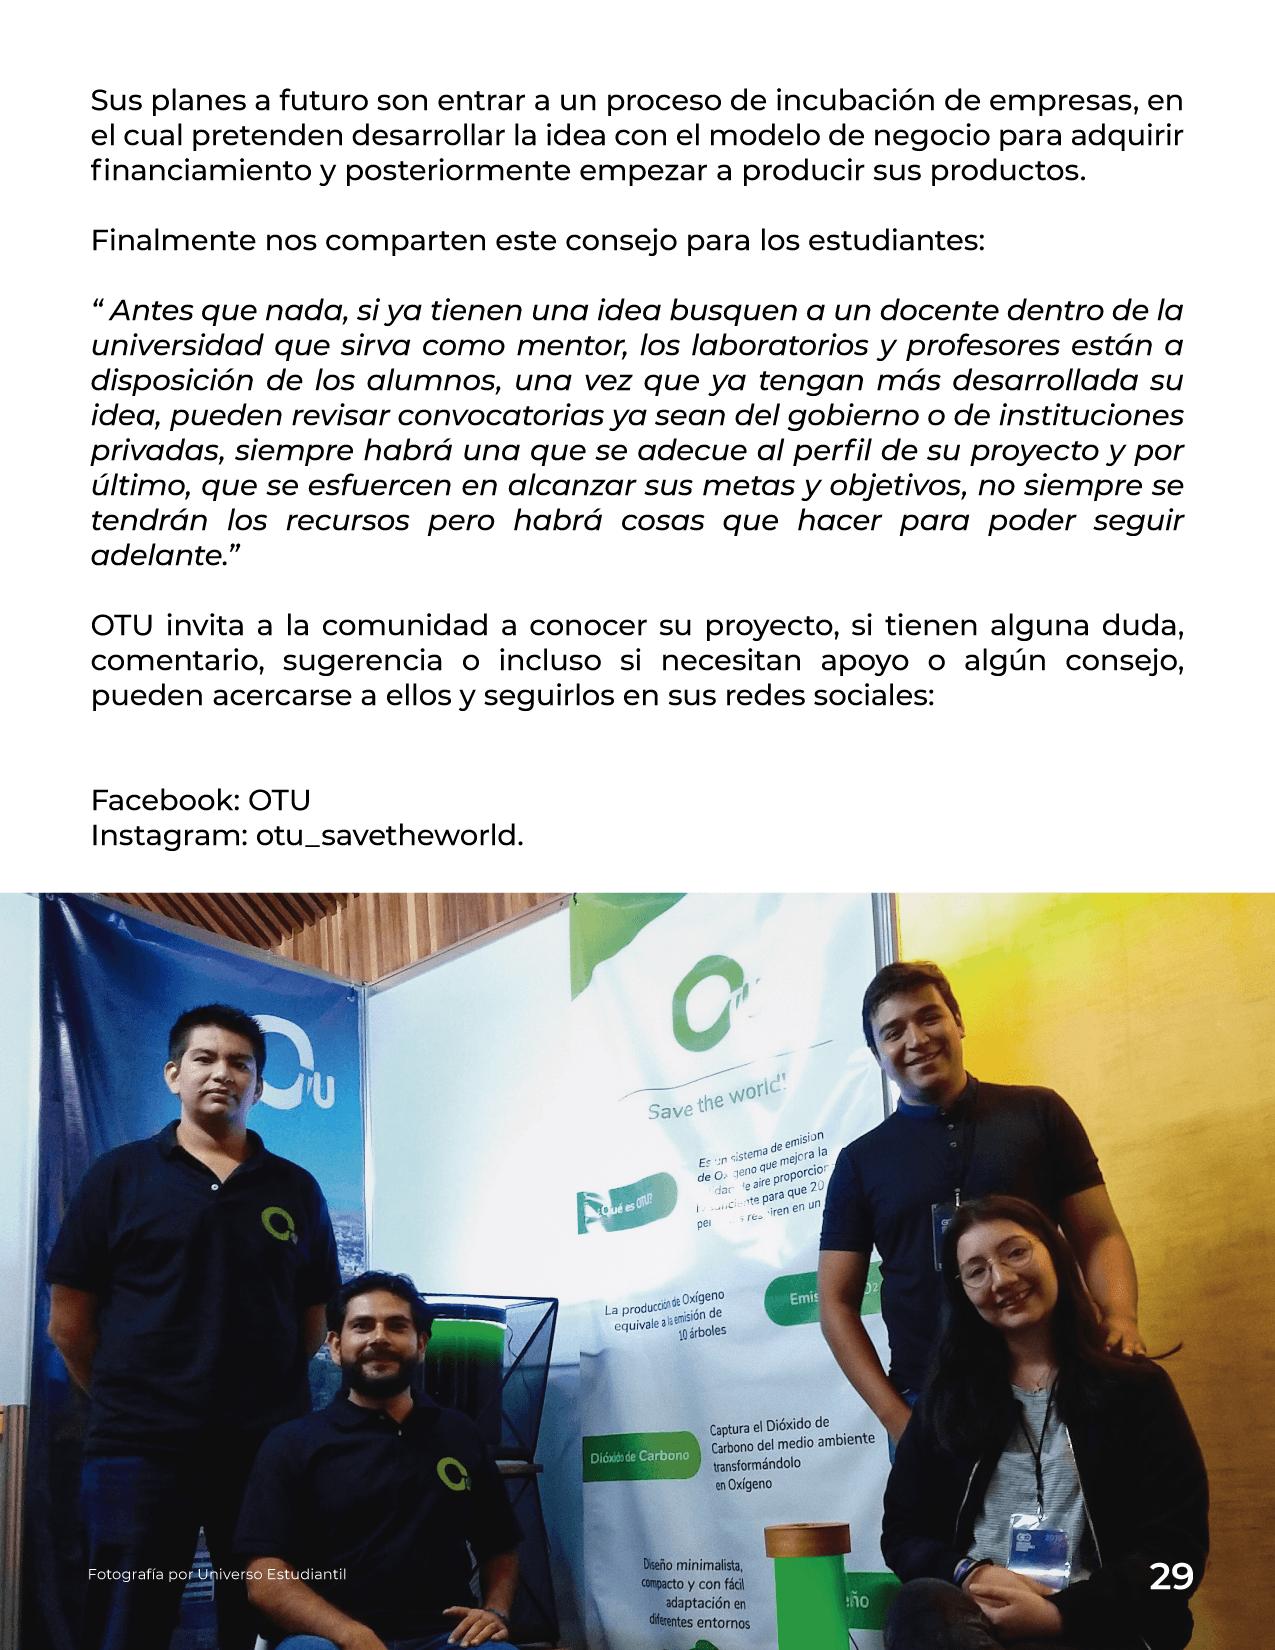 Sus planes a futuro son entrar a un proceso de incubación de empresas, en
el cual pretenden desarrollar la idea con el modelo de negocio para adquirir
financiamiento y posteriormente empezar a producir sus productos.
Finalmente nos comparten este consejo para los estudiantes:
“ Antes que nada, si ya tienen una idea busquen a un docente dentro de la
universidad que sirva como mentor, los laboratorios y profesores están a
disposición de los alumnos, una vez que ya tengan más desarrollada su
idea, pueden revisar convocatorias ya sean del gobierno o de instituciones
privadas, siempre habrá una que se adecue al perfil de su proyecto y por
último, que se esfuercen en alcanzar sus metas y objetivos, no siempre se
tendrán los recursos pero habrá cosas que hacer para poder seguir
adelante.”
OTU invita a la comunidad a conocer su proyecto, si tienen alguna duda,
comentario, sugerencia o incluso si necesitan apoyo o algún consejo,
pueden acercarse a ellos y seguirlos en sus redes sociales:
Facebook: OTU
Instagram: otu_savetheworld.
OTU
OTU
Save the world!
¿Qué es OTU?
Es un sistema de emision
de Oxígeno que mejora la
de aire
para que 20
en un
La producción de Oxígeno
equivale a la emisión de
10 árboles
Dióxido de Carbono
Captura el Dióxido de
Carbono del medio ambiente
transformándolo
en Oxígeno
Diseño minimalista,
compacto y con fácil
adaptación en
diferentes entornos
Fotografía por Universo Estudiantil
29